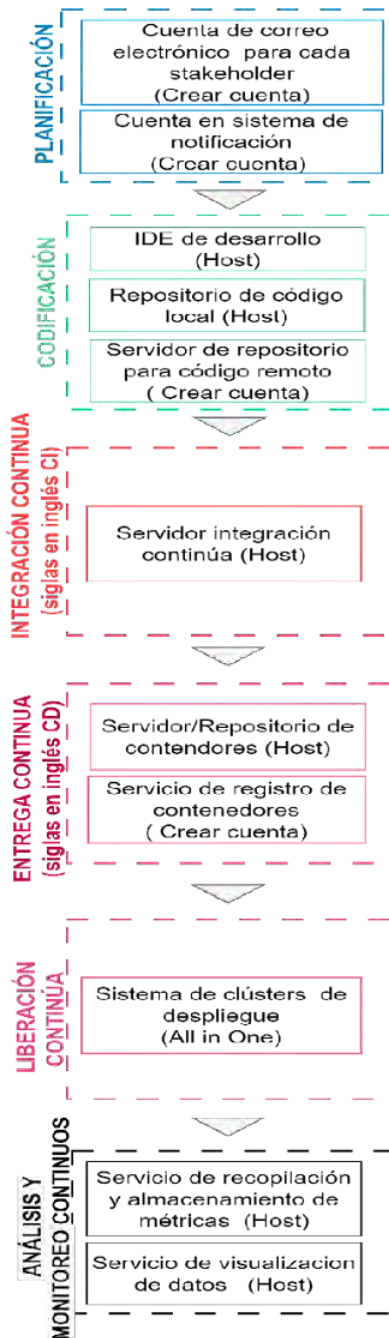 PLANIFICACIÓN
Cuenta de correo
electrónico para cada
stakeholder
(Crear cuenta)
Cuenta en sistema de
notificación
(Crear cuenta)
CODIFICACIÓN
IDE de desarrollo
(Host)
Repositorio de código
local (Host)
Servidor de repositorio
para código remoto
( Crear cuenta)
INTEGRACIÓN CONTINUA
(siglas en inglés CI)
Servidor integración
continúa (Host)
ENTREGA CONTINUA
(siglas en inglés CD)
Servidor/Repositorio de
contendores (Host)
Servicio de registro de
contenedores
( Crear cuenta)
LIBERACIÓN
CONTINÚA
Sistema de clústers de
despliegue
(All in One)
ANÁLISIS Y
MONITOREO CONTINUOS
Servicio de recopilación
y almacenamiento de
métricas (Host)
Servicio de visualizacion
de datos (Host)